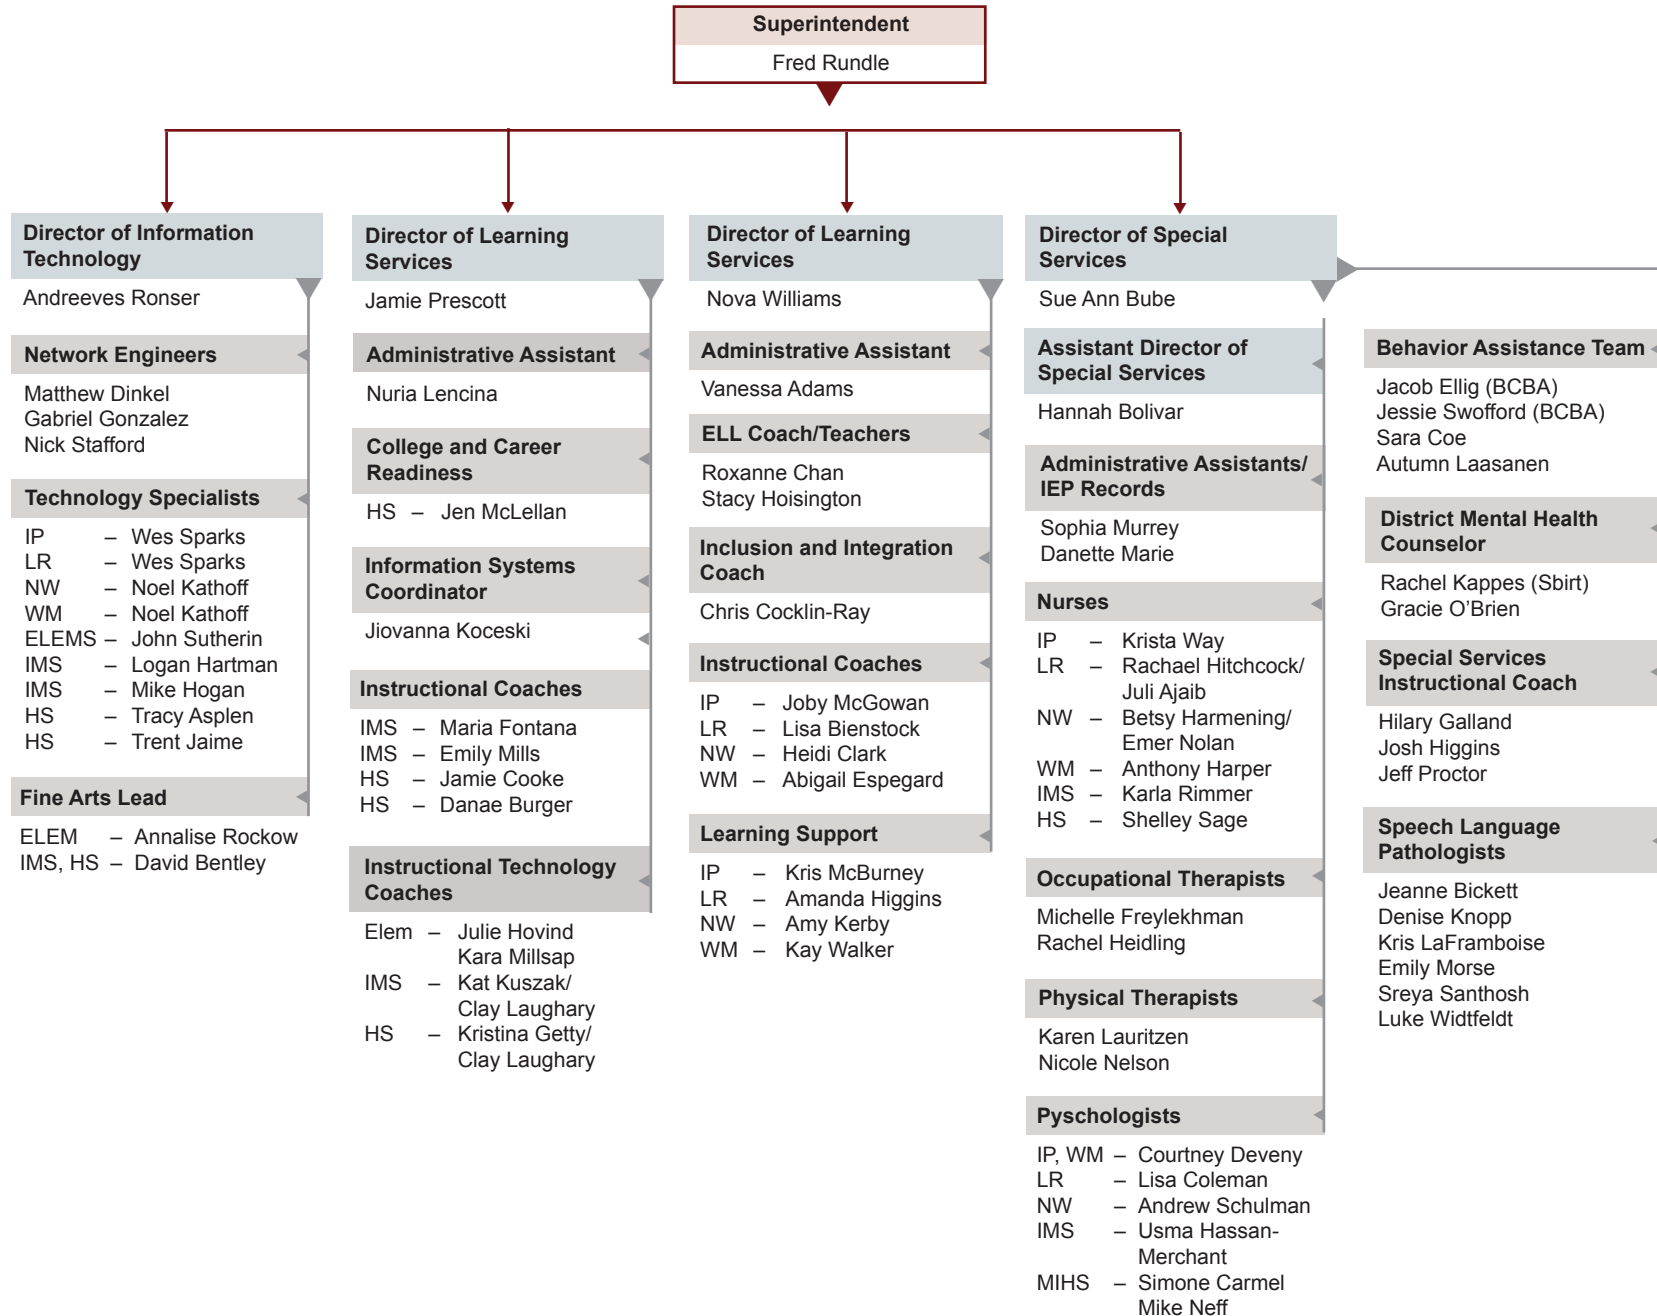 Superintendent
Fred Rundle
Director of Information
Technology
Andreeves Ronser
Network Engineers
Matthew Dinkel
Gabriel Gonzalez
Nick Stafford
Technology Specialists
IP – Wes Sparks
LR – Wes Sparks
NW – Noel Kathoff
WM – Noel Kathoff
ELEMS – John Sutherin
IMS – Logan Hartman
IMS – Mike Hogan
HS – Tracy Asplen
HS – Trent Jaime
Fine Arts Lead
ELEM – Annalise Rockow
IMS, HS – David Bentley
Director of Learning
Services
Jamie Prescott
Administrative Assistant
Nuria Lencina
College and Career
Readiness
HS – Jen McLellan
Information Systems
Coordinator
Jiovanna Koceski
Instructional Coaches
IMS – Maria Fontana
IMS – Emily Mills
HS – Jamie Cooke
HS – Danae Burger
Instructional Technology
Coaches
Elem – Julie Hovind
Kara Millsap
IMS – Kat Kuszak/
Clay Laughary
HS – Kristina Getty/
Clay Laughary
Director of Learning
Services
Nova Williams
Administrative Assistant
Vanessa Adams
ELL Coach/Teachers
Roxanne Chan
Stacy Hoisington
Inclusion and Integration
Coach
Chris Cocklin-Ray
Instructional Coaches
IP – Joby McGowan
LR – Lisa Bienstock
NW – Heidi Clark
WM – Abigail Espegard
Learning Support
IP – Kris McBurney
LR – Amanda Higgins
NW – Amy Kerby
WM – Kay Walker
Director of Special
Services
Sue Ann Bube
Assistant Director of
Special Services
Hannah Bolivar
Administrative Assistants/
IEP Records
Sophia Murrey
Danette Marie
Nurses
IP – Krista Way
LR – Rachael Hitchcock/
Juli Ajaib
NW – Betsy Harmening/
Emer Nolan
WM – Anthony Harper
IMS – Karla Rimmer
HS – Shelley Sage
Occupational Therapists
Michelle Freylekhman
Rachel Heidling
Physical Therapists
Karen Lauritzen
Nicole Nelson
Pyschologists
IP, WM – Courtney Deveny
LR – Lisa Coleman
NW – Andrew Schulman
IMS – Usma Hassan-
Merchant
MIHS – Simone Carmel
Mike Neff
Behavior Assistance Team
Jacob Ellig (BCBA)
Jessie Swofford (BCBA)
Sara Coe
Autumn Laasanen
District Mental Health
Counselor
Rachel Kappes (Sbirt)
Gracie O’Brien
Special Services
Instructional Coach
Hilary Galland
Josh Higgins
Jeff Proctor
Speech Language
Pathologists
Jeanne Bickett
Denise Knopp
Kris LaFramboise
Emily Morse
Sreya Santhosh
Luke Widtfeldt